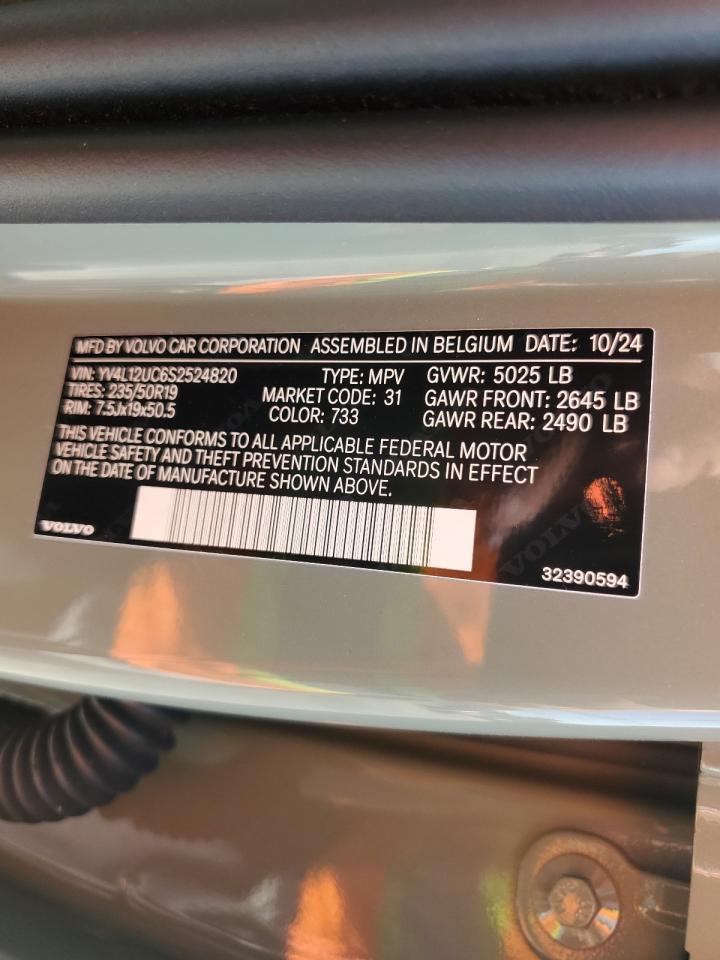 MFD BY VOLVO CAR CORPORATION ASSEMBLED IN BELGIUM DATE: 10/24
VIN: YV4L12UC6S2524820 TYPE: MPV GVWR: 5025 LB
TIRES: 235/50R19 MARKET CODE: 31 GAWR FRONT: 2645 LB
RIM: 7.5Jx19x50.5 COLOR: 733 GAWR REAR: 2490 LB
THIS VEHICLE CONFORMS TO ALL APPLICABLE FEDERAL MOTOR
VEHICLE SAFETY AND THEFT PREVENTION STANDARDS IN EFFECT
ON THE DATE OF MANUFACTURE SHOWN ABOVE.
VOLVO
32390594